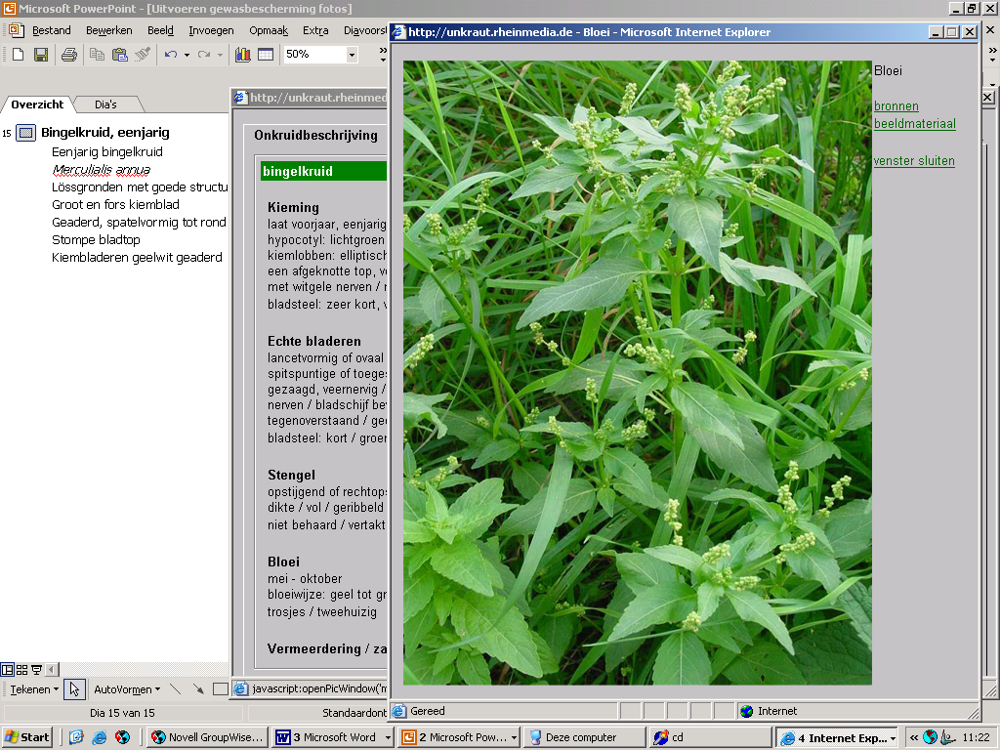 Microsoft PowerPoint - [Uitvoeren gewasbescherming fotos]
Bestand Bewerken Beeld Invoegen Opmaak Extra Diavoors
50%
Overzicht Dia's
15 Bingelkruid, eenjarig
Eenjarig bingelkruid
Merculialis annua
Lössgronden met goede structu
Groot en fors kiemblad
Geaderd, spatelvormig tot rond
Stompe bladtop
Kiembladeren geelwit geaderd
Tekenen AutoVormen
Dia 15 van 15 Standaardont
http://unkraut.rheinmed
Onkruidbeschrijving
bingelkruid
Kieming
laat voorjaar, eenjarig
hypocotyl: lichtgroen
kiemlobben: elliptisch
een afgeknotte top, v
met witgele nerven / r
bladsteel: zeer kort, v
Echte bladeren
lancetvormig of ovaal
spitspuntige of toeges
gezaagd, veernervig /
nerven / bladschijf be
tegenoverstaand / gee
bladsteel: kort / groen
Stengel
opstijgend of rechtops
dikte / vol / geribbeld
niet behaard / vertakt
Bloei
mei - oktober
bloeiwijze: geel tot gr
trosjes / tweehuizig
Vermeerdering / za
javascript:openPicWindow('m
http://unkraut.rheinmedia.de - Bloei - Microsoft Internet Explorer
Bloei
bronnen
beeldmateriaal
venster sluiten
Gereed Internet
Start Novell GroupWise... 3 Microsoft Word 2 Microsoft Pow... Deze computer cd 4 Internet Exp... 11:22